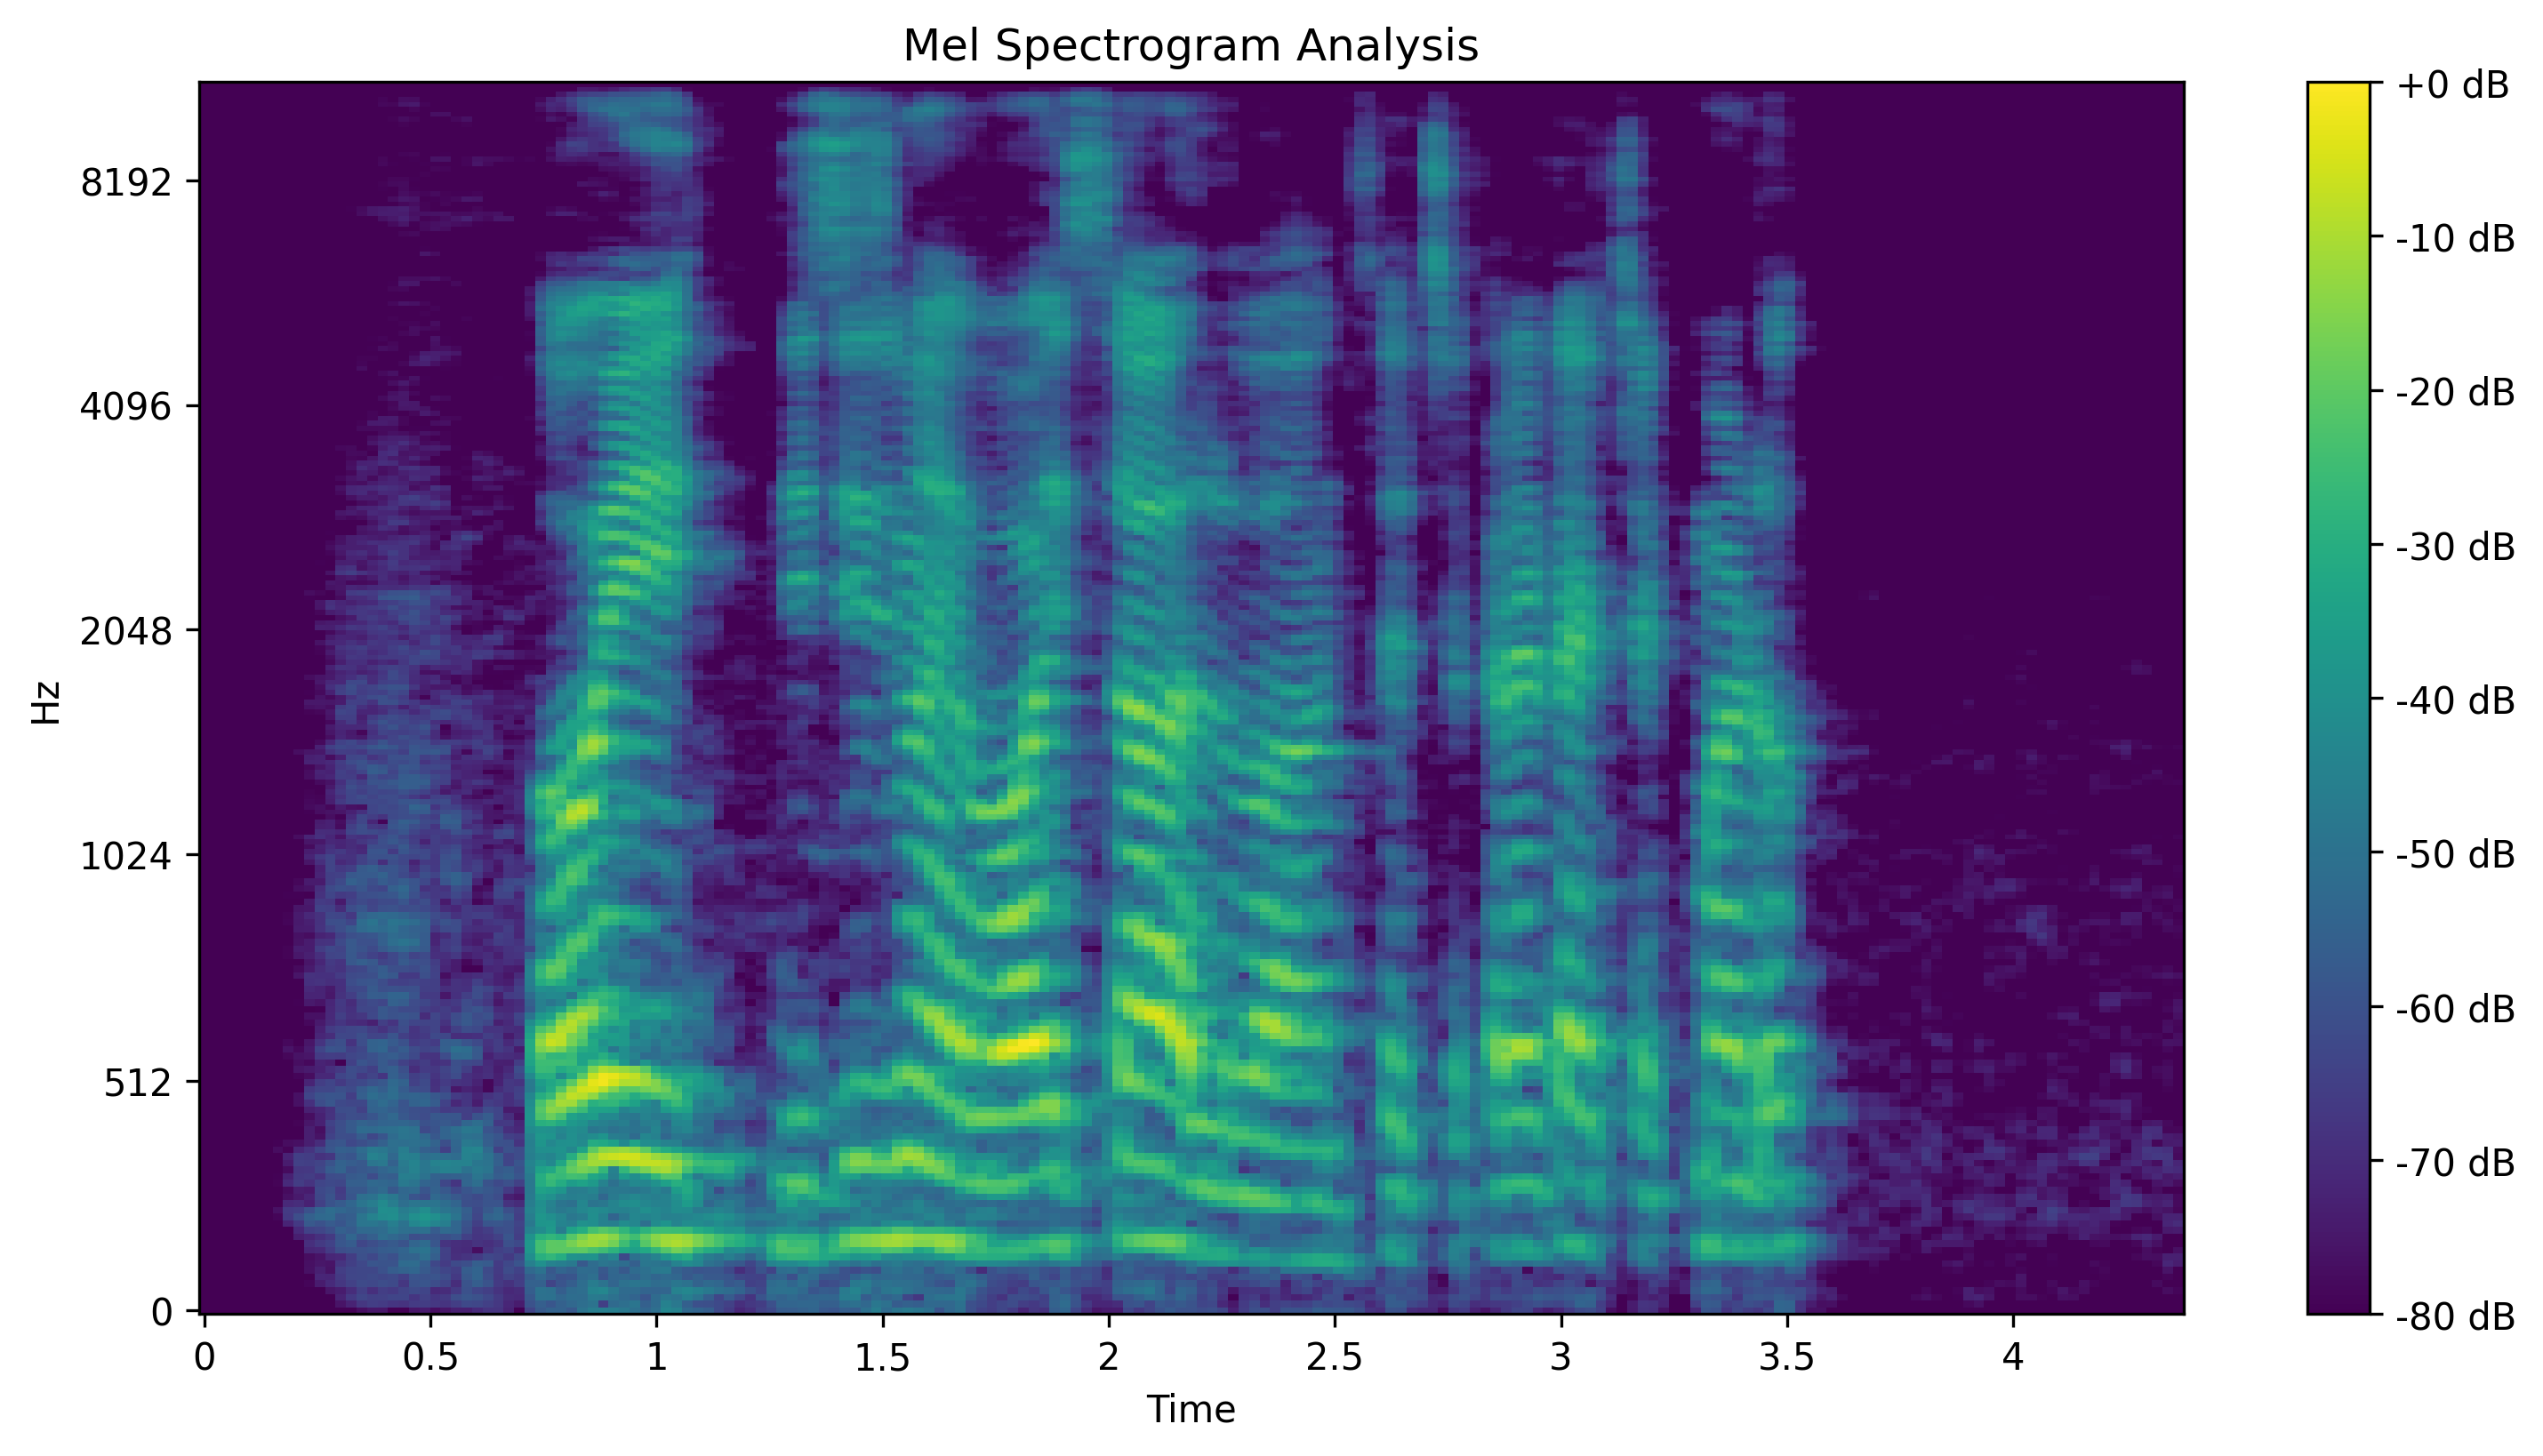 Mel Spectrogram Analysis
Hz
8192
4096
2048
1024
512
0
0 0.5 1 1.5 2 2.5 3 3.5 4
Time
+0 dB
-10 dB
-20 dB
-30 dB
-40 dB
-50 dB
-60 dB
-70 dB
-80 dB